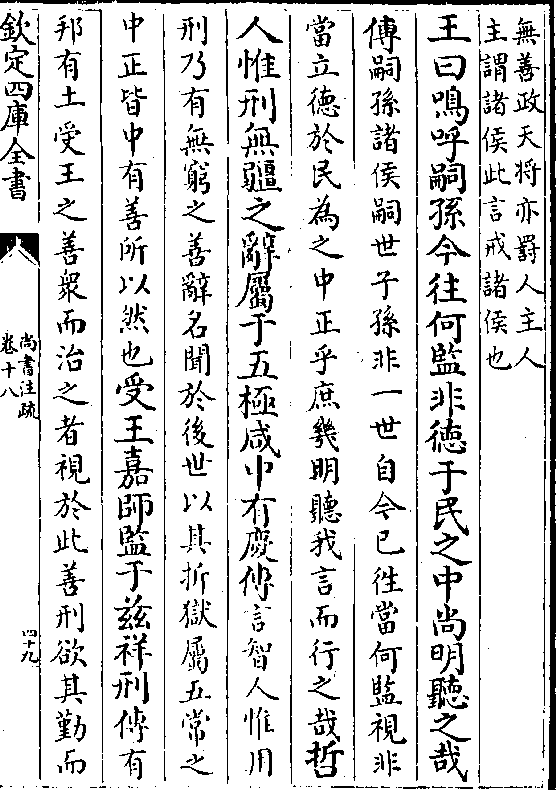 無善政天将亦罸人主人
主謂諸侯此言戒諸侯也
王曰嗚呼嗣孫今往何監非徳于民之中尚明聽之哉
傳嗣孫諸侯嗣世子孫非一世自今已徃當何監視非
當立德於民為之中正乎庶幾明聽我言而行之哉哲
人惟刑無疆之辭屬于五極咸中有慶傳言智人惟用
刑乃有無窮之善辭名聞於後世以其折獄屬五常之
中正皆中有善所以然也受王嘉師監于兹祥刑傳有
邦有土受王之善衆而治之者視於此善刑欲其勤而
欽定四庫全書
尚書注疏
卷十八
四十九